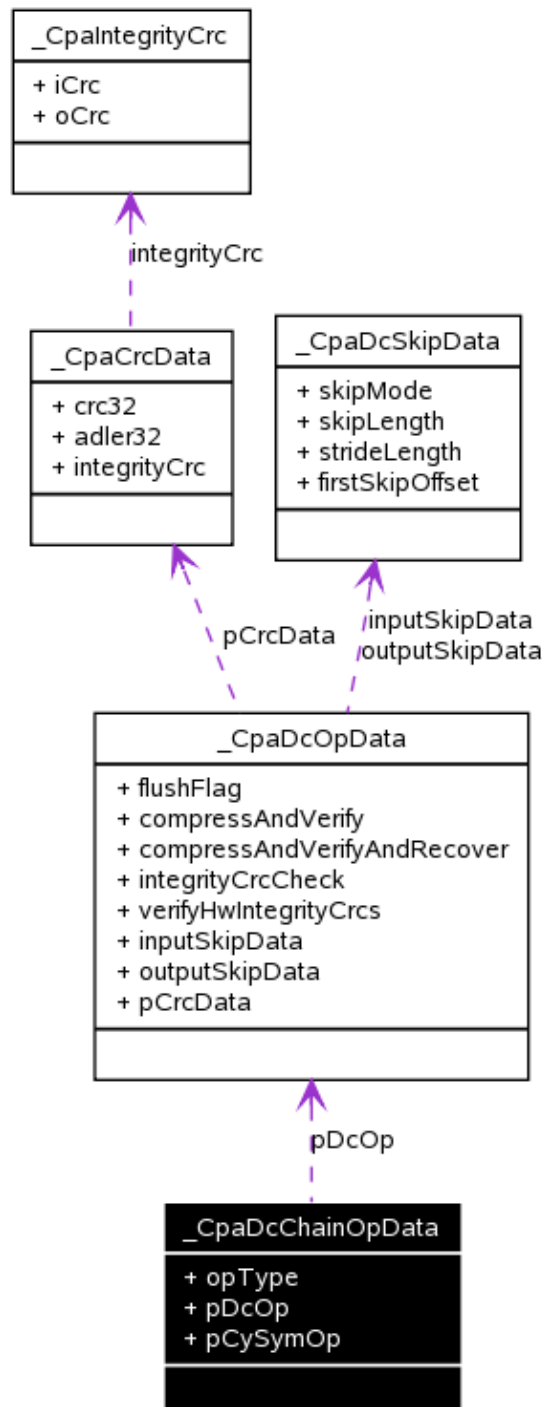 _CpaIntegrityCrc
+ iCrc
+ oCrc
integrityCrc
_CpaCrcData
+ crc32
+ adler32
+ integrityCrc
_CpaDcSkipData
+ skipMode
+ skipLength
+ strideLength
+ firstSkipOffset
pCrcData
inputSkipData
outputSkipData
_CpaDcOpData
+ flushFlag
+ compressAndVerify
+ compressAndVerifyAndRecover
+ integrityCrcCheck
+ verifyHwIntegrityCrcs
+ inputSkipData
+ outputSkipData
+ pCrcData
pDcOp
_CpaDcChainOpData
+ opType
+ pDcOp
+ pCySymOp